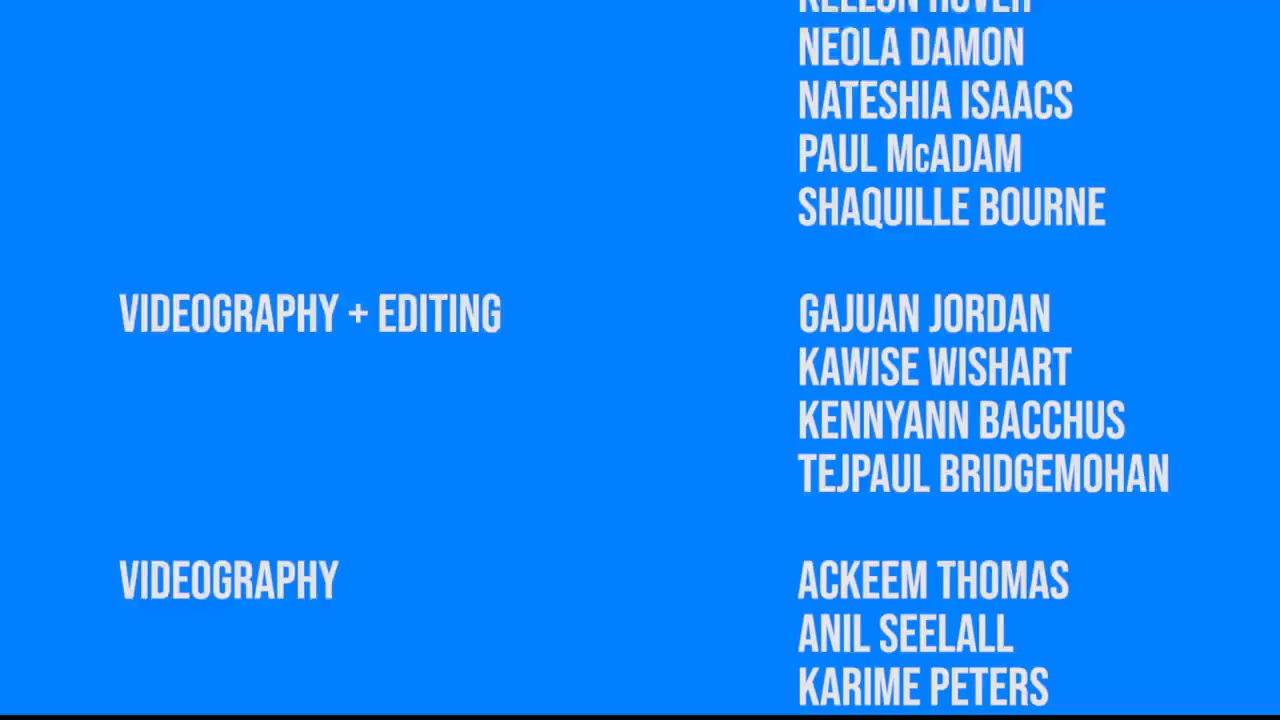 NEOLA DAMON
NATESHIA ISAACS
PAUL McADAM
SHAQUILLE BOURNE
VIDEOGRAPHY + EDITING GAJUAN JORDAN
KAWISE WISHART
KENNYANN BACCHUS
TEJPAUL BRIDGEMOHAN
VIDEOGRAPHY ACKEEM THOMAS
ANIL SEELALL
KARIME PETERS